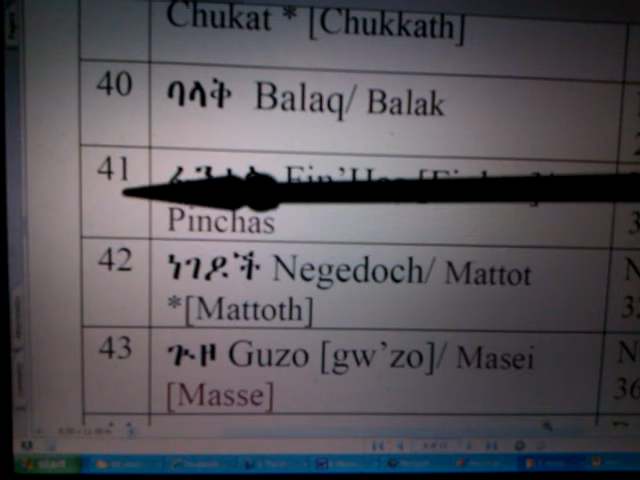 Chukat * [Chukkath]
40 ባላቅ Balaq/ Balak
41
Pinchas
42 ነገዶች Negedoch/ Mattot
*[Mattoth]
43 ጉዞ Guzo [gw’zo]/ Masei
[Masse]
start